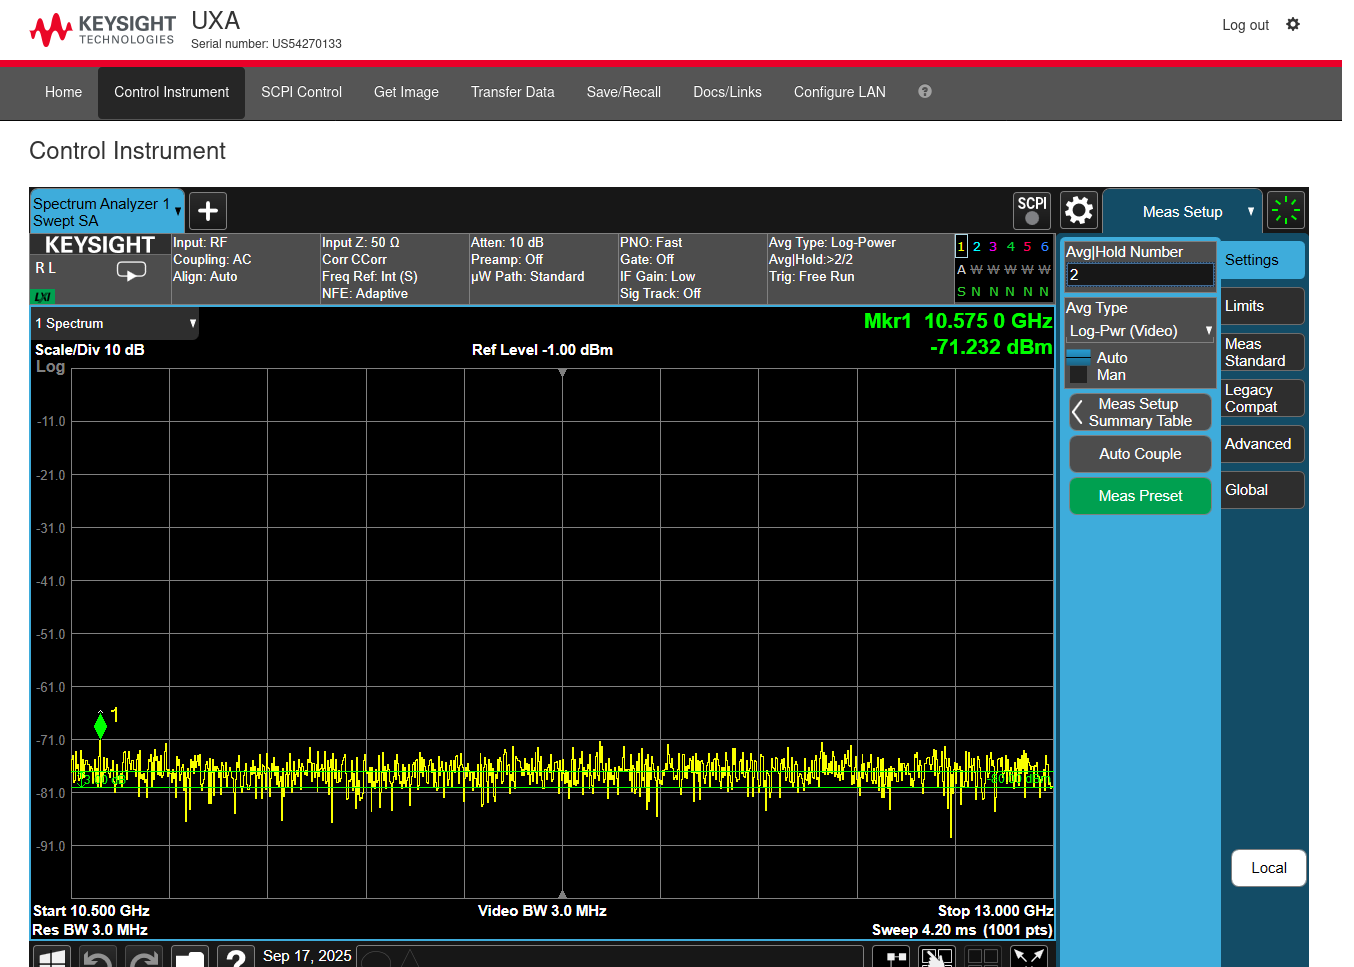 KEYSIGHT TECHNOLOGIES
UXA
Serial number: US54270133
Log out
Home Control Instrument SCPI Control Get Image Transfer Data Save/Recall Docs/Links Configure LAN ?
Control Instrument
Spectrum Analyzer 1
Swept SA
+
SCPI
Meas Setup
KEYSIGHT
R L
LXI
Input: RF
Coupling: AC
Align: Auto
Input Z: 50 Ω
Corr CCorr
Freq Ref: Int (S)
NFE: Adaptive
Atten: 10 dB
Preamp: Off
µW Path: Standard
PNO: Fast
Gate: Off
IF Gain: Low
Sig Track: Off
Avg Type: Log-Power
Avg|Hold:>2/2
Trig: Free Run
1 2 3 4 5 6
A W W W W W
S N N N N N
1 Spectrum
Scale/Div 10 dB
Log
Ref Level -1.00 dBm
Mkr1 10.575 0 GHz
-71.232 dBm
-11.0
-21.0
-31.0
-41.0
-51.0
-61.0
1
-71.0
-81.0
-91.0
Start 10.500 GHz
Res BW 3.0 MHz
Video BW 3.0 MHz
Stop 13.000 GHz
Sweep 4.20 ms (1001 pts)
Sep 17, 2025
?
Avg|Hold Number
2
Avg Type
Log-Pwr (Video)
Auto
Man
Meas Setup
Summary Table
Auto Couple
Meas Preset
Settings
Limits
Meas
Standard
Legacy
Compat
Advanced
Global
Local